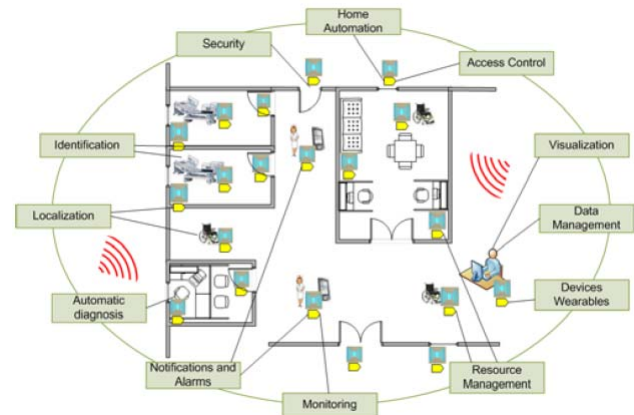 Home
Automation
Security
Access Control
Identification
Visualization
Localization
Data
Management
Automatic
diagnosis
Devices
Wearables
Notifications and
Alarms
Monitoring
Resource
Management